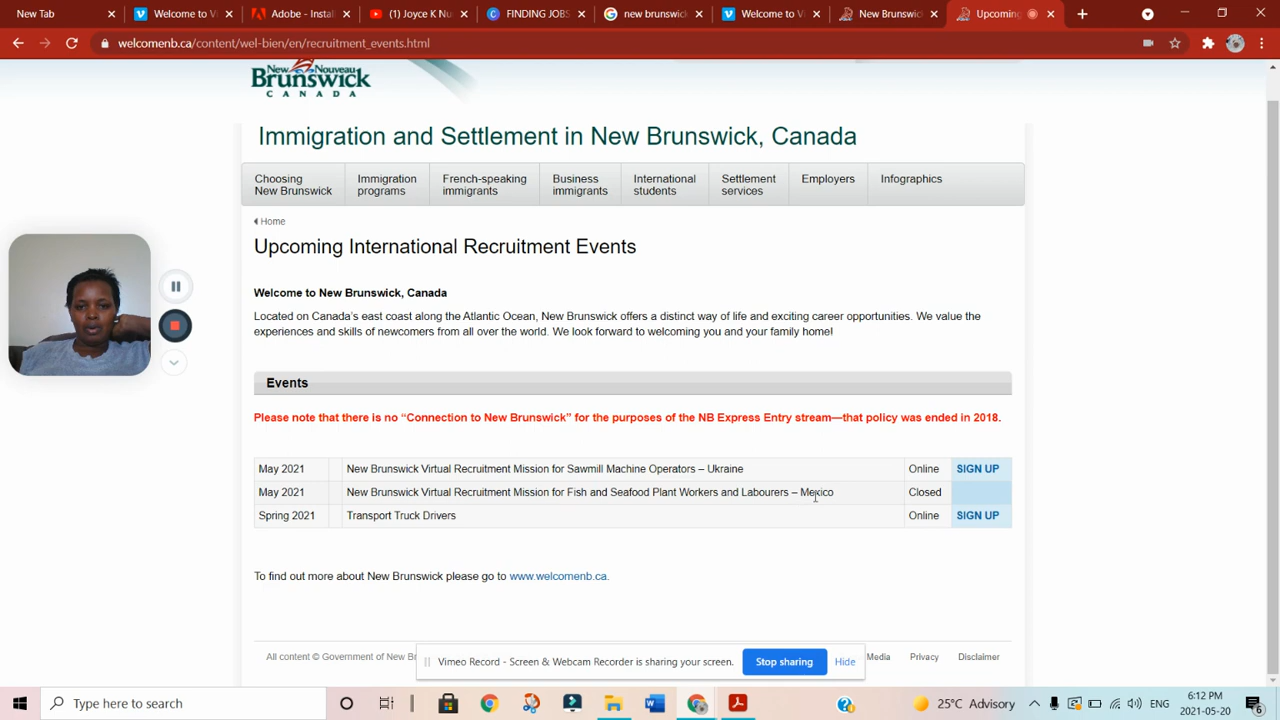 New Tab
Welcome to Vi
Adobe - Install
(1) Joyce K Nu
FINDING JOBS
new brunswick
Welcome to Vi
New Brunswick
Upcoming
welcomenb.ca/content/wel-bien/en/recruitment_events.html
New Nouveau
Brunswick
CANADA
Immigration and Settlement in New Brunswick, Canada
Choosing New Brunswick
Immigration programs
French-speaking immigrants
Business immigrants
International students
Settlement services
Employers
Infographics
Home
Upcoming International Recruitment Events
Welcome to New Brunswick, Canada
Located on Canada's east coast along the Atlantic Ocean, New Brunswick offers a distinct way of life and exciting career opportunities. We value the
experiences and skills of newcomers from all over the world. We look forward to welcoming you and your family home!
Events
Please note that there is no “Connection to New Brunswick” for the purposes of the NB Express Entry stream—that policy was ended in 2018.
May 2021 New Brunswick Virtual Recruitment Mission for Sawmill Machine Operators – Ukraine Online SIGN UP
May 2021 New Brunswick Virtual Recruitment Mission for Fish and Seafood Plant Workers and Labourers – Mexico Closed
Spring 2021 Transport Truck Drivers Online SIGN UP
To find out more about New Brunswick please go to www.welcomenb.ca.
All content © Government of New Br
Media
Privacy
Disclaimer
Vimeo Record - Screen & Webcam Recorder is sharing your screen.
Stop sharing
Hide
Type here to search
25°C Advisory
6:12 PM
2021-05-20
6